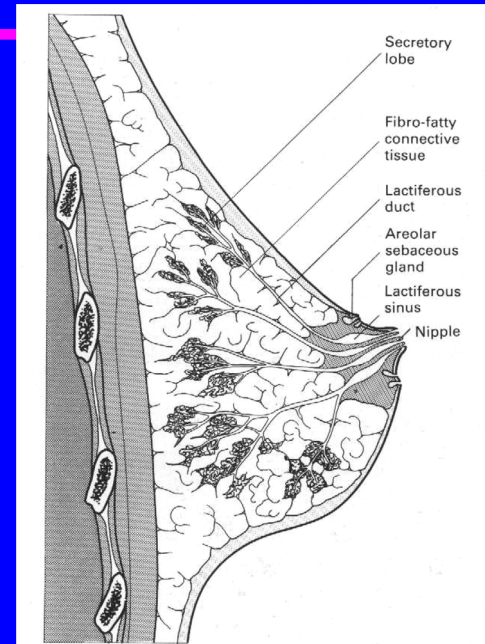 Secretory
lobe
Fibro-fatty
connective
tissue
Lactiferous
duct
Areolar
sebaceous
gland
Lactiferous
sinus
Nipple